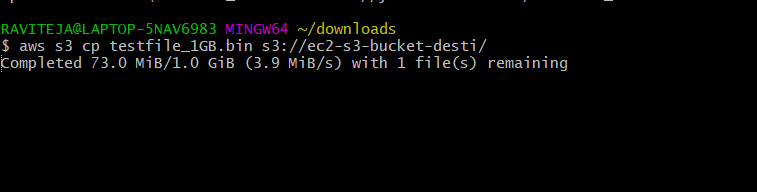 RAVITEJA@LAPTOP-5NAV6983 MINGW64 ~/downloads
$ aws s3 cp testfile_1GB.bin s3://ec2-s3-bucket-desti/
Completed 73.0 MiB/1.0 GiB (3.9 MiB/s) with 1 file(s) remaining